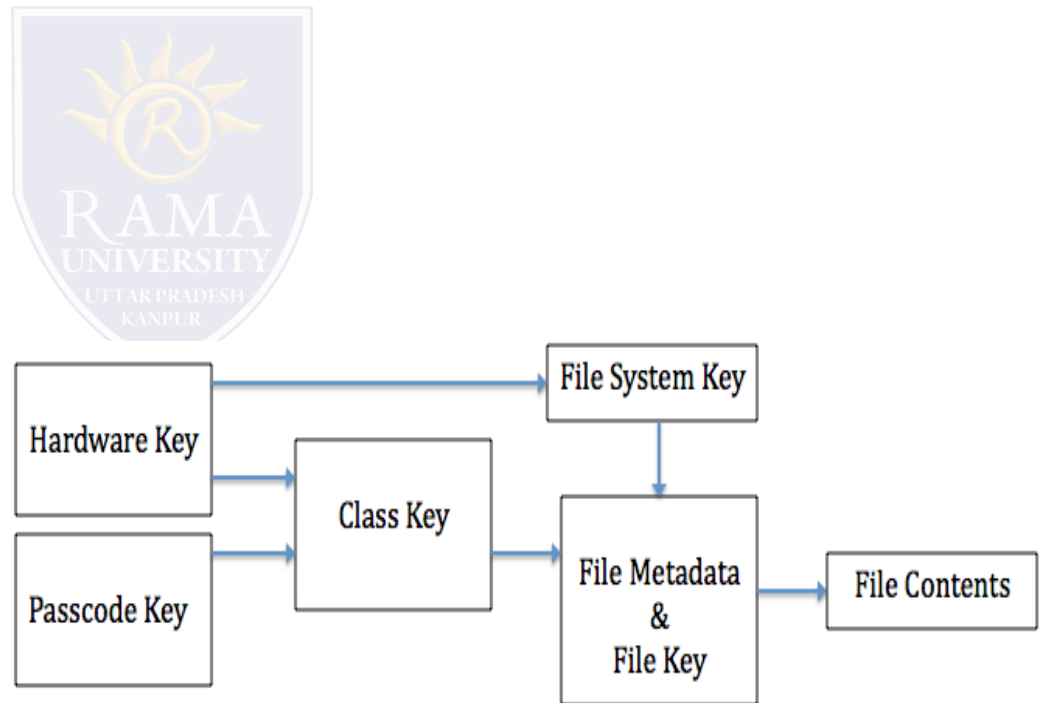 RAMA
UNIVERSITY
UTTAR PRADESH
KANPUR
File System Key
Hardware Key
Class Key
Passcode Key
File Metadata
&
File Key
File Contents